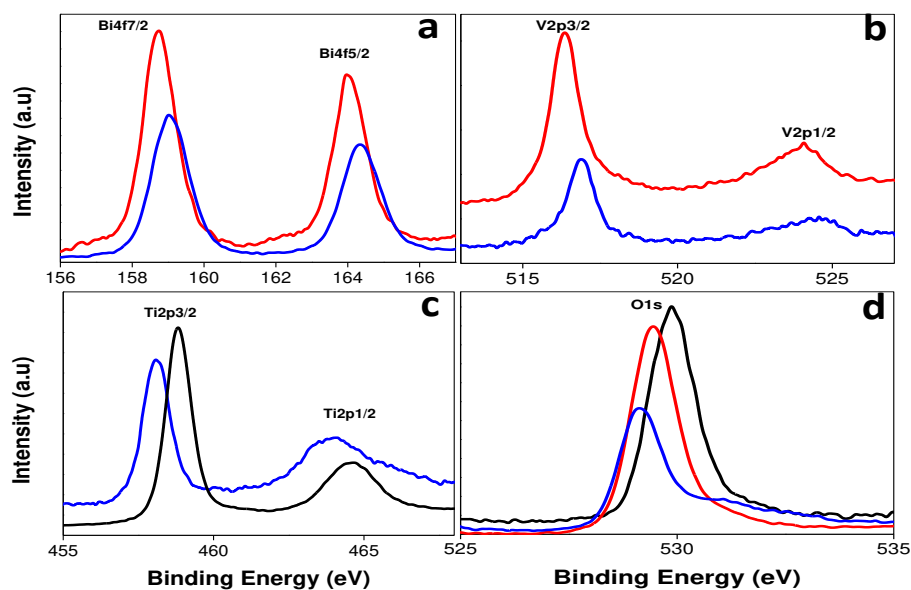 Bi4f7/2
a
Bi4f5/2
Intensity (a.u)
156 158 160 162 164 166
V2p3/2
b
V2p1/2
515 520 525
Ti2p3/2
c
Ti2p1/2
Intensity (a.u)
455 460 465
Binding Energy (eV)
O1s
d
525 530 535
Binding Energy (eV)